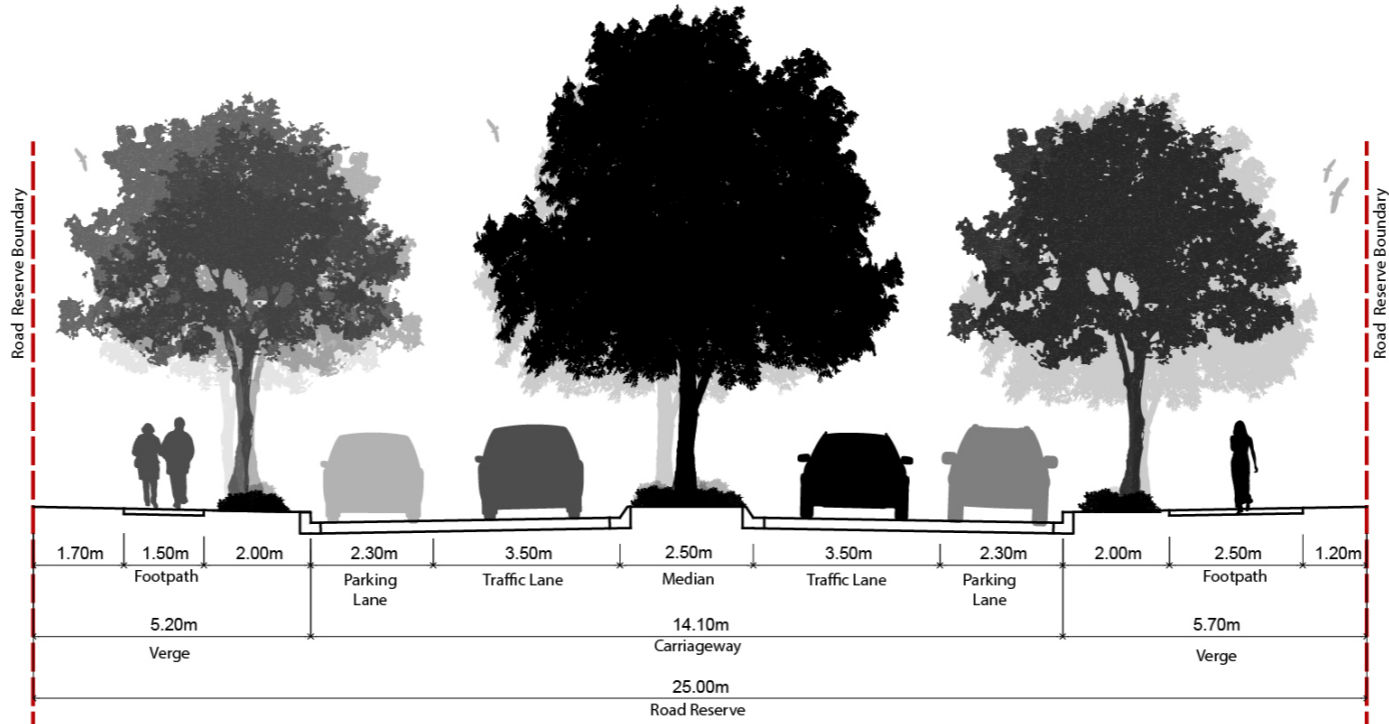 Road Reserve Boundary
Road Reserve Boundary
1.70m 1.50m 2.00m 2.30m 3.50m 2.50m 3.50m 2.30m 2.00m 2.50m 1.20m
Footpath Parking Traffic Lane Median Traffic Lane Parking Footpath
Lane Lane
5.20m 14.10m 5.70m
Verge Carriageway Verge
25.00m
Road Reserve